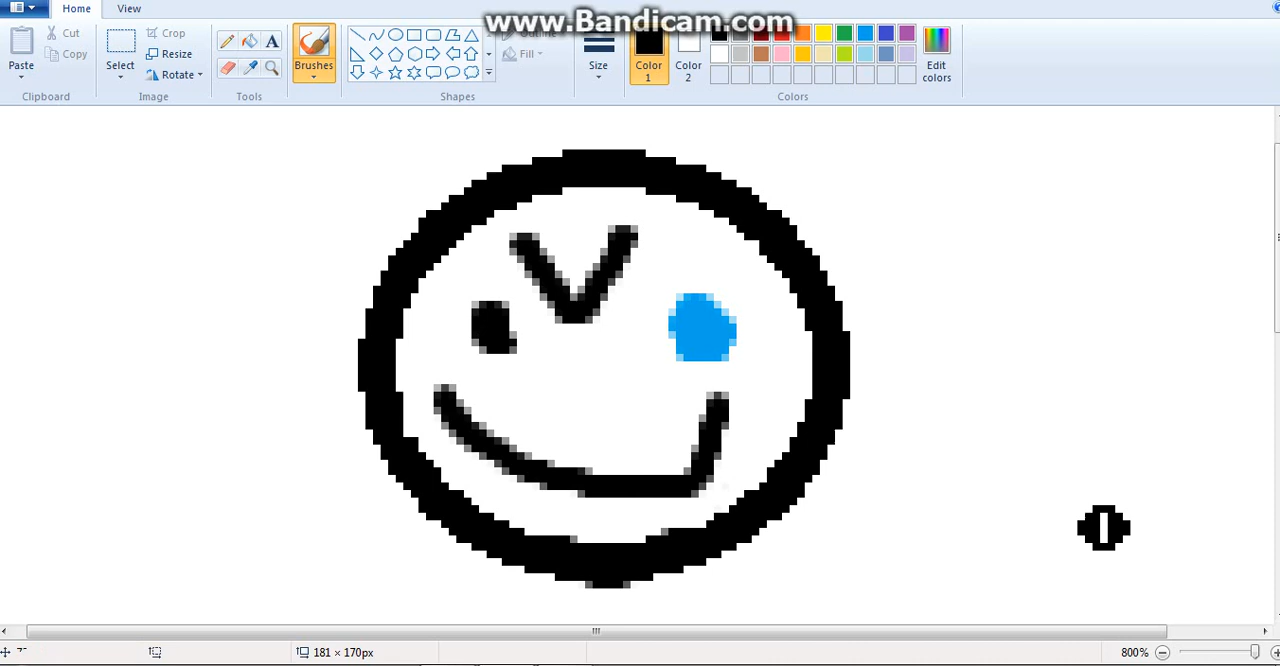 Home View
www.Bandicam.com
Paste
Cut
Copy
Clipboard
Select
Crop
Resize
Rotate
Image
A
Tools
Brushes
Outline
Fill
Shapes
Size
Color
1
Color
2
Edit
colors
Colors
181 × 170px
800%